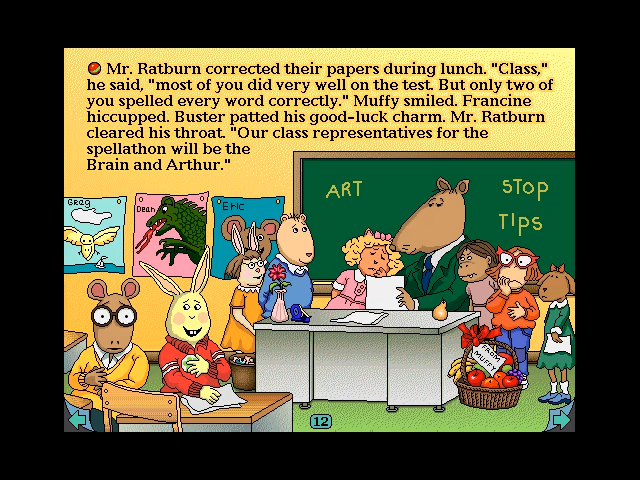 Mr. Ratburn corrected their papers during lunch. "Class,"
he said, "most of you did very well on the test. But only two of
you spelled every word correctly." Muffy smiled. Francine
hiccupped. Buster patted his good-luck charm. Mr. Ratburn
cleared his throat. "Our class representatives for the
spellathon will be the
Brain and Arthur."
ART
STOP
TIPS
Greg
Dean
Eric
FROM
MUFFY
12